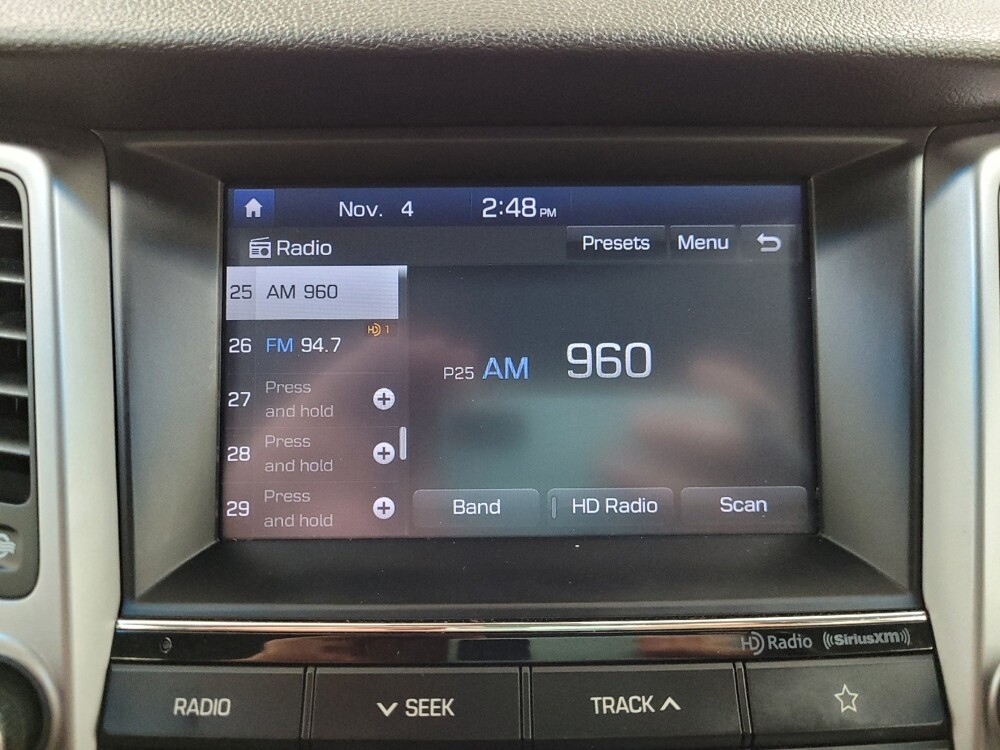 Nov. 4 2:48 PM
Radio Presets Menu
25 AM 960
26 FM 94.7 HD 1
P25 AM 960
27 Press
and hold
28 Press
and hold
29 Press
and hold
Band HD Radio Scan
HD Radio ((SiriusXM))
RADIO SEEK TRACK